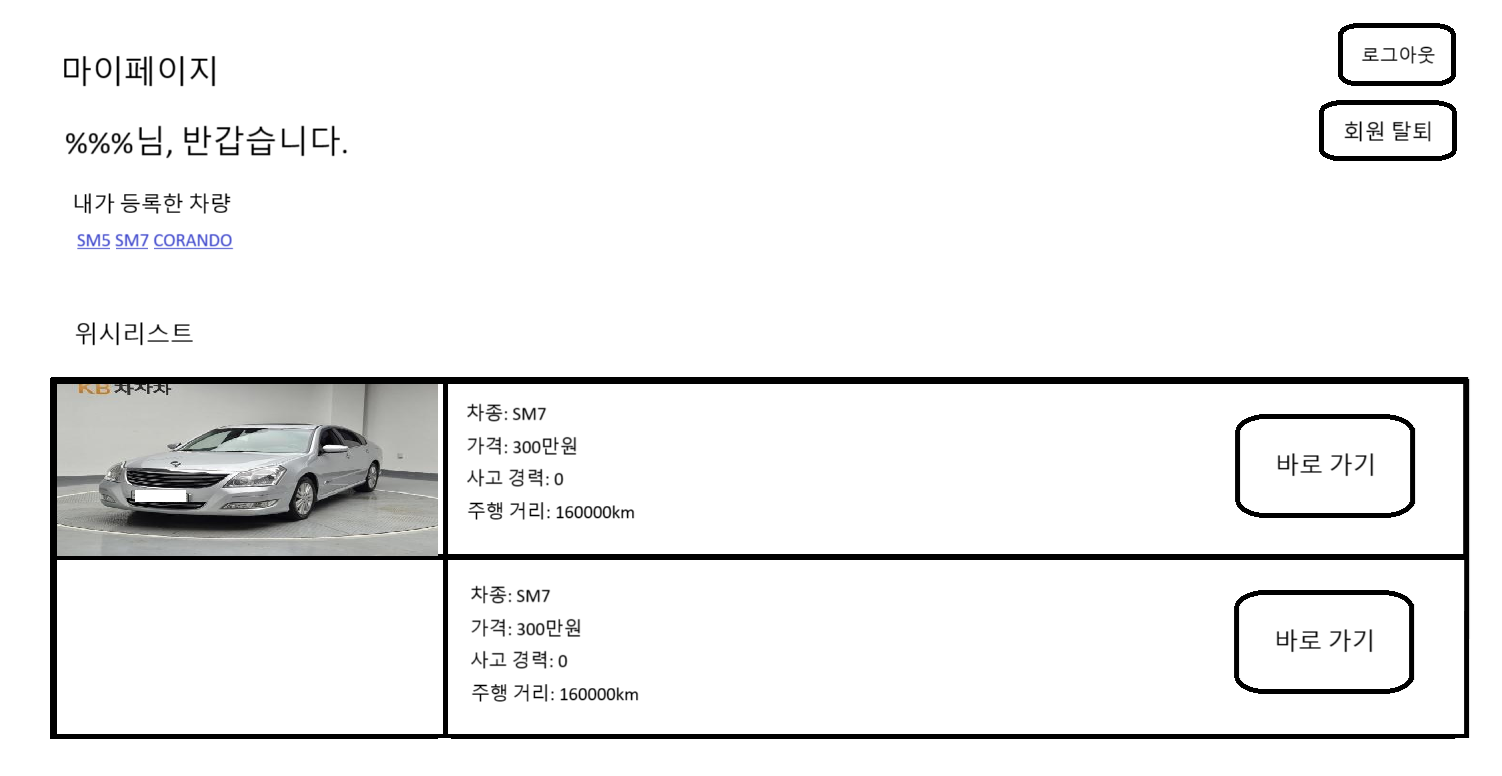 마이페이지
로그아웃
%%%님, 반갑습니다.
회원 탈퇴
내가 등록한 차량
SM5 SM7 CORANDO
위시리스트
KB차차차
차종: SM7
가격: 300만원
사고 경력: 0
주행 거리: 160000km
바로 가기
차종: SM7
가격: 300만원
사고 경력: 0
주행 거리: 160000km
바로 가기